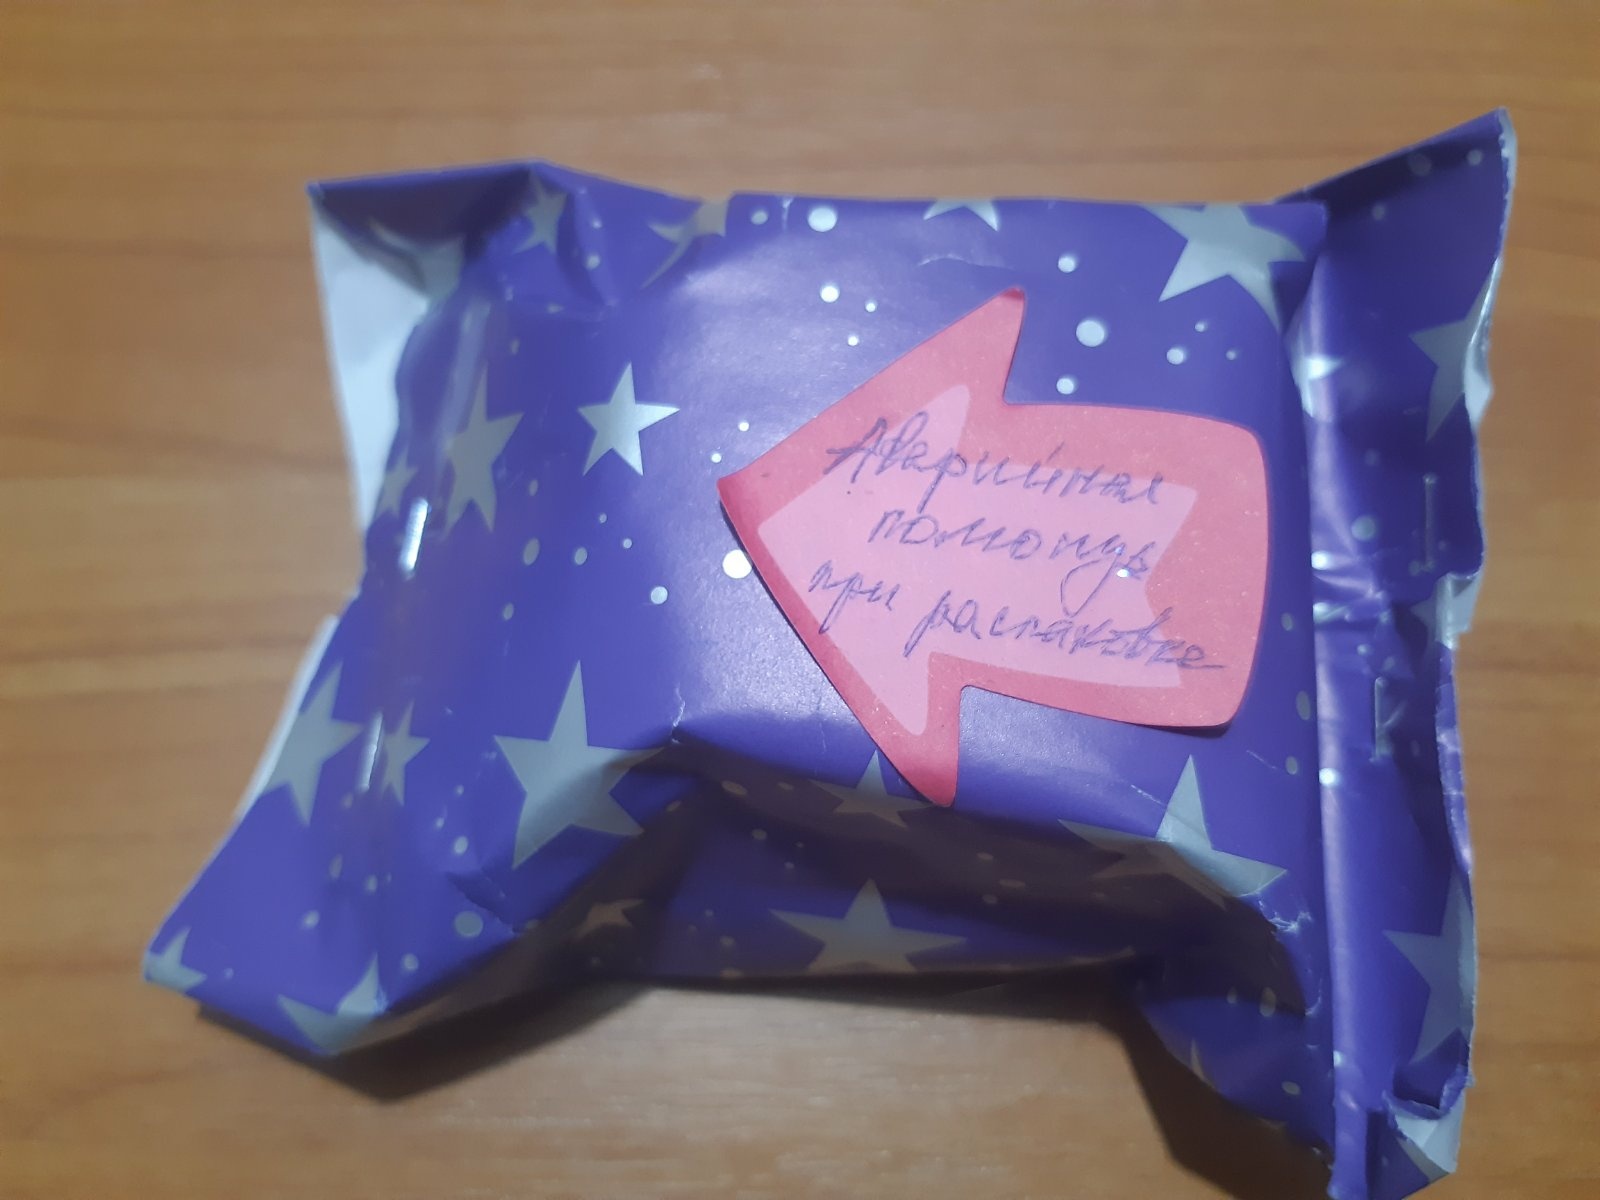 Аварийная
помощь
при распаковке